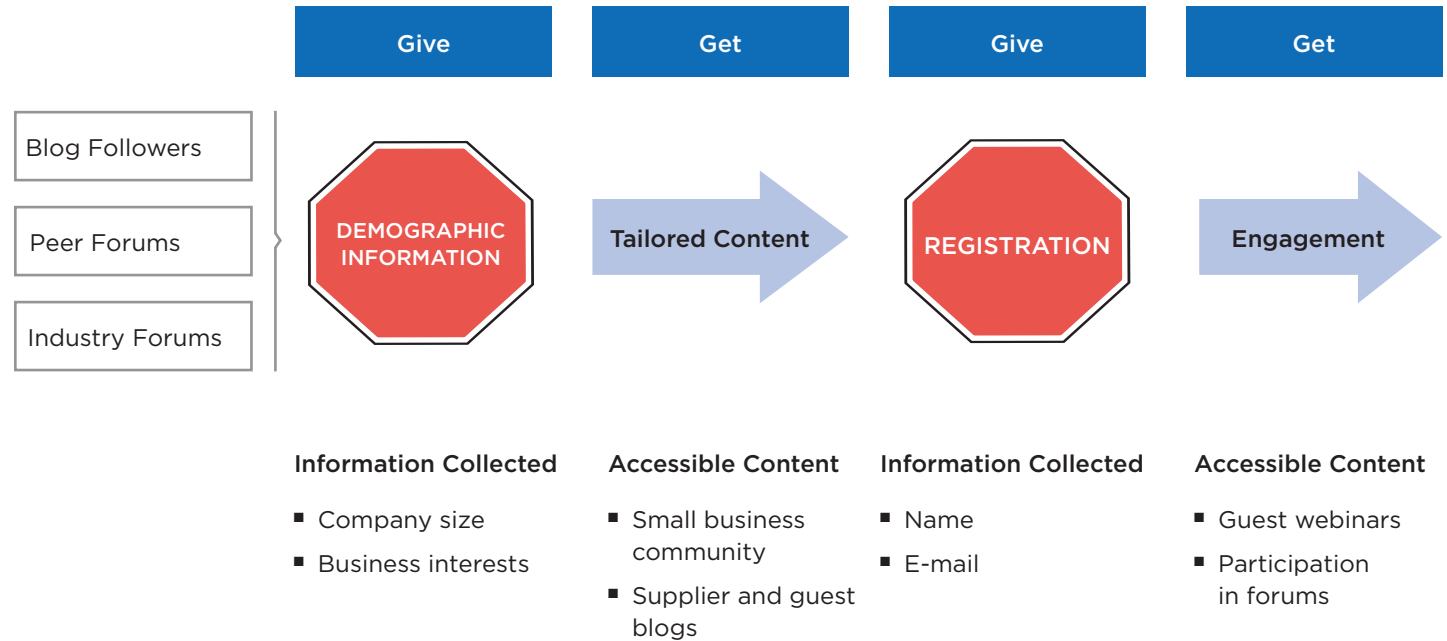 Give
Get
Give
Get
Blog Followers
Peer Forums
Industry Forums
DEMOGRAPHIC
INFORMATION
Tailored Content
REGISTRATION
Engagement
Information Collected
▪ Company size
▪ Business interests
Accessible Content
▪ Small business
community
▪ Supplier and guest
blogs
Information Collected
▪ Name
▪ E-mail
Accessible Content
▪ Guest webinars
▪ Participation
in forums